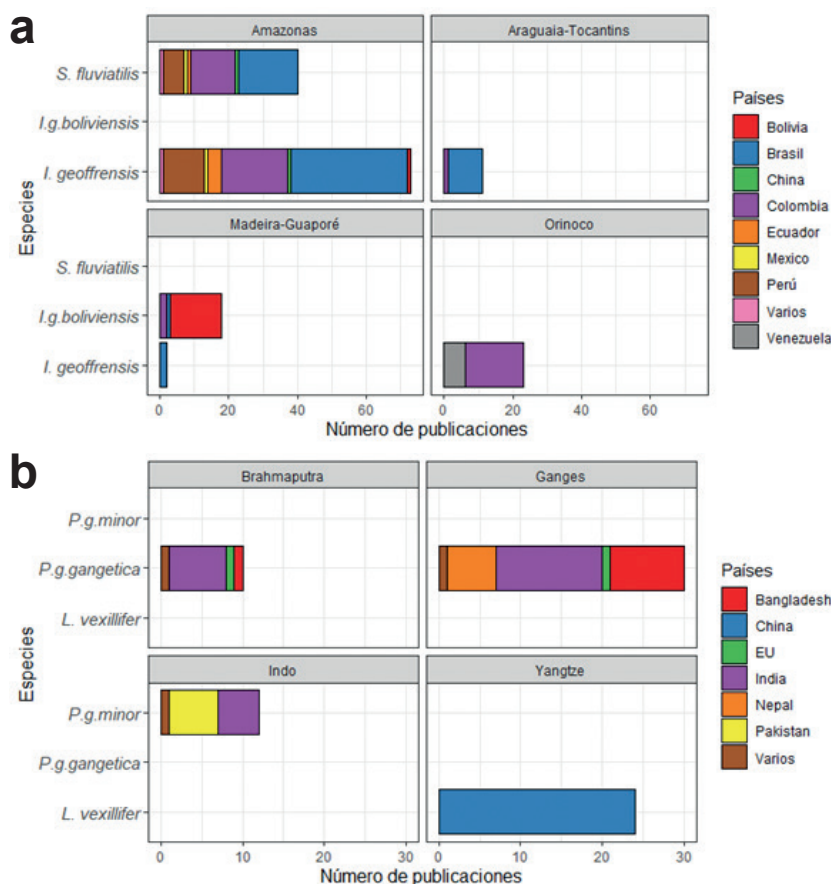 a
Amazonas
Araguaia-Tocantins
S. fluviatilis
I.g.boliviensis
I. geoffrensis
Madeira-Guaporé
Orinoco
S. fluviatilis
I.g.boliviensis
I. geoffrensis
Especies
0 20 40 60
0 20 40 60
Número de publicaciones
Países
Bolivia
Brasil
China
Colombia
Ecuador
Mexico
Perú
Varios
Venezuela
b
Brahmaputra
Ganges
P.g.minor
P.g.gangetica
L. vexillifer
Indo
Yangtze
P.g.minor
P.g.gangetica
L. vexillifer
Especies
0 10 20 30
0 10 20 30
Número de publicaciones
Países
Bangladesh
China
EU
India
Nepal
Pakistan
Varios